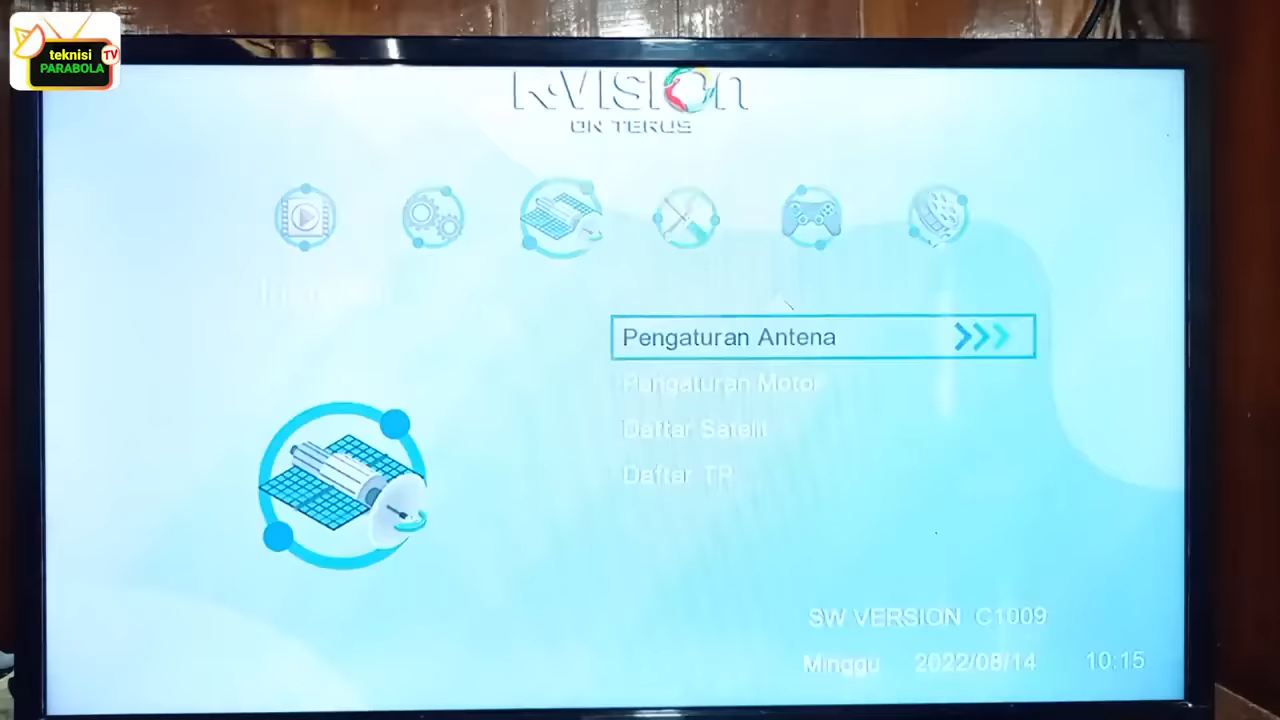 teknisi
TV
PARABOLA
K-VISION
ON TERUS
Pengaturan Antena
Pengaturan Motor
Daftar Satelit
Daftar TP
SW VERSION C1009
Minggu 2022/08/14 10:15